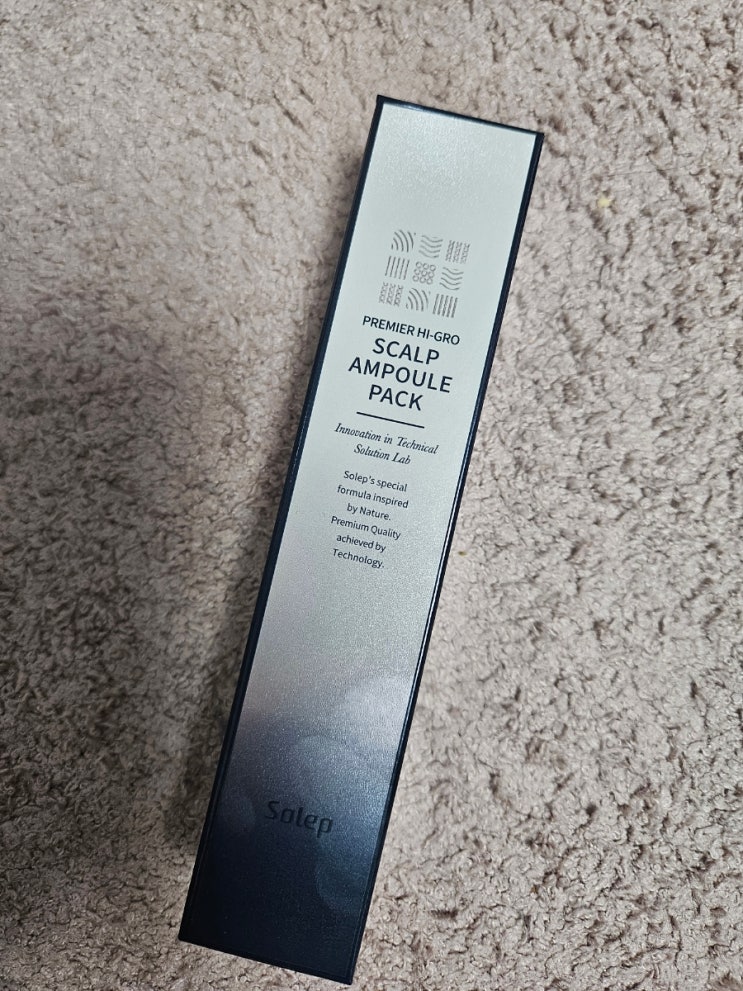 PREMIER HI-GRO
SCALP
AMPOULE
PACK
Innovation in Technical
Solution Lab
Solep's special
formula inspired
by Nature.
Premium Quality
achieved by
Technology.
Solep